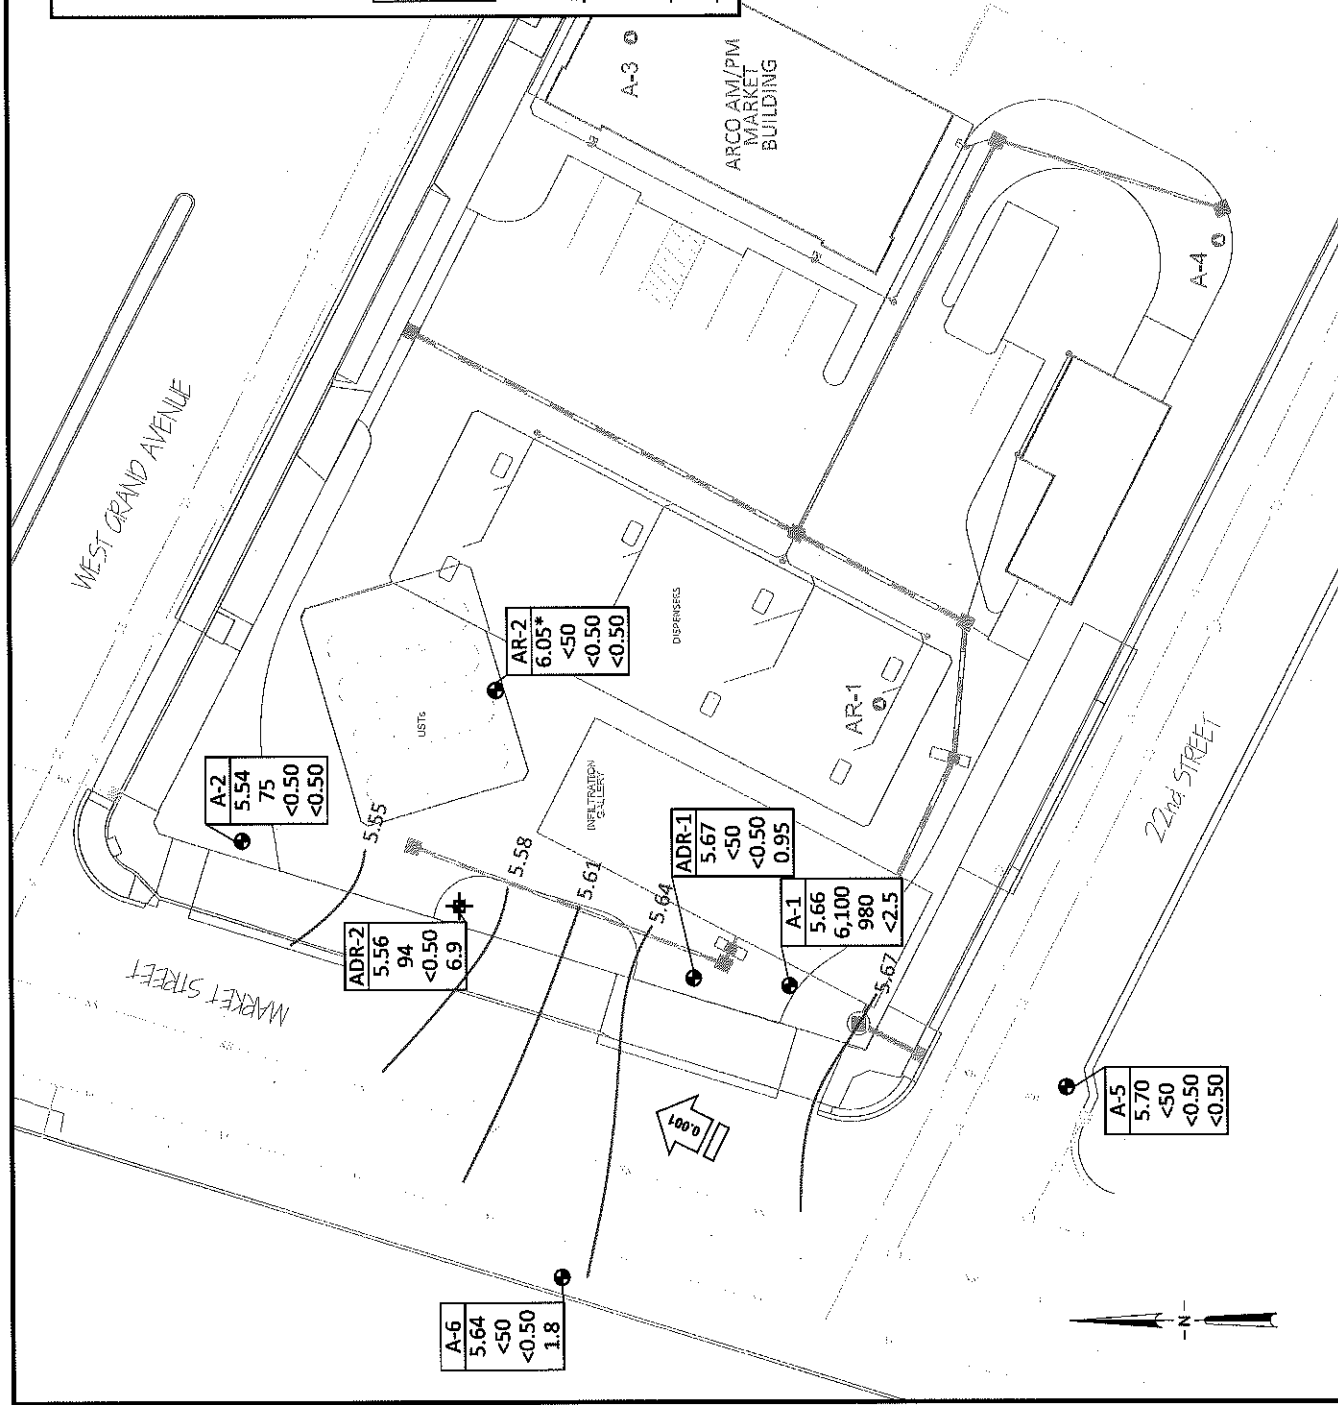 WEST GRAND AVENUE
A-3
ARCO AM/PM
MARKET
BUILDING
A-4
A-2
5.54
75
<0.50
<0.50
USTs
AR-2
6.05*
<50
<0.50
<0.50
DISPENSERS
INFILTRATION
GALLERY
AR-1
5.55
5.58
5.61
5.64
5.67
ADR-2
5.56
94
<0.50
6.9
ADR-1
5.67
<50
<0.50
0.95
A-1
5.66
6,100
980
<2.5
MARKET STREET
22nd STREET
0.001
A-6
5.64
<50
<0.50
1.8
A-5
5.70
<50
<0.50
<0.50
-N-